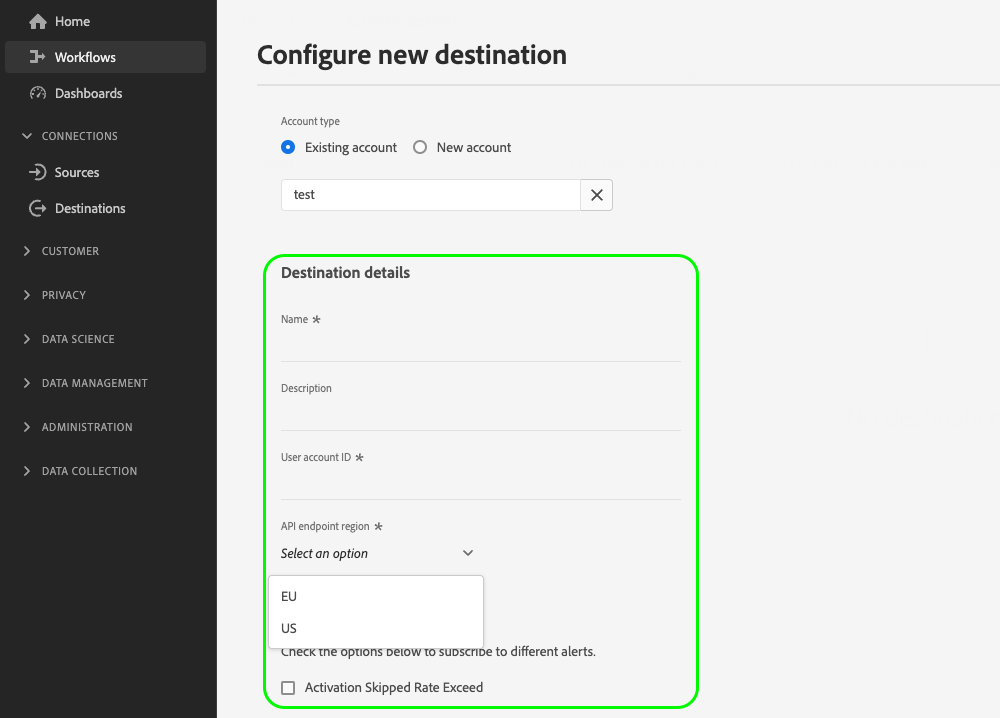 Home
Workflows
Dashboards
CONNECTIONS
Sources
Destinations
CUSTOMER
PRIVACY
DATA SCIENCE
DATA MANAGEMENT
ADMINISTRATION
DATA COLLECTION
Configure new destination
Account type
Existing account New account
test
Destination details
Name *
Description
User account ID *
API endpoint region *
Select an option
EU
US
Check the options below to subscribe to different alerts.
Activation Skipped Rate Exceed